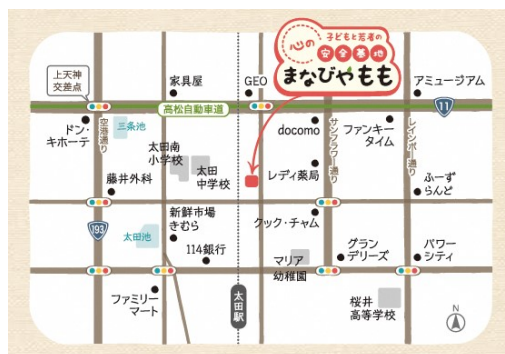 子どもと若者の
心の安全基地
まなびやもも
上天神
交差点
家具屋
GEO
アミュージアム
高松自動車道
11
ドン・
キホーテ
空港通り
三条池
docomo
サンフラワー通り
ファンキー
タイム
レインボー通り
太田南
小学校
太田
中学校
藤井外科
レディ薬局
ふーず
らんど
193
太田池
新鮮市場
きむら
クック・チャム
114銀行
マリア
幼稚園
グラン
デリーズ
パワー
シティ
ファミリー
マート
太田駅
桜井
高等学校
N